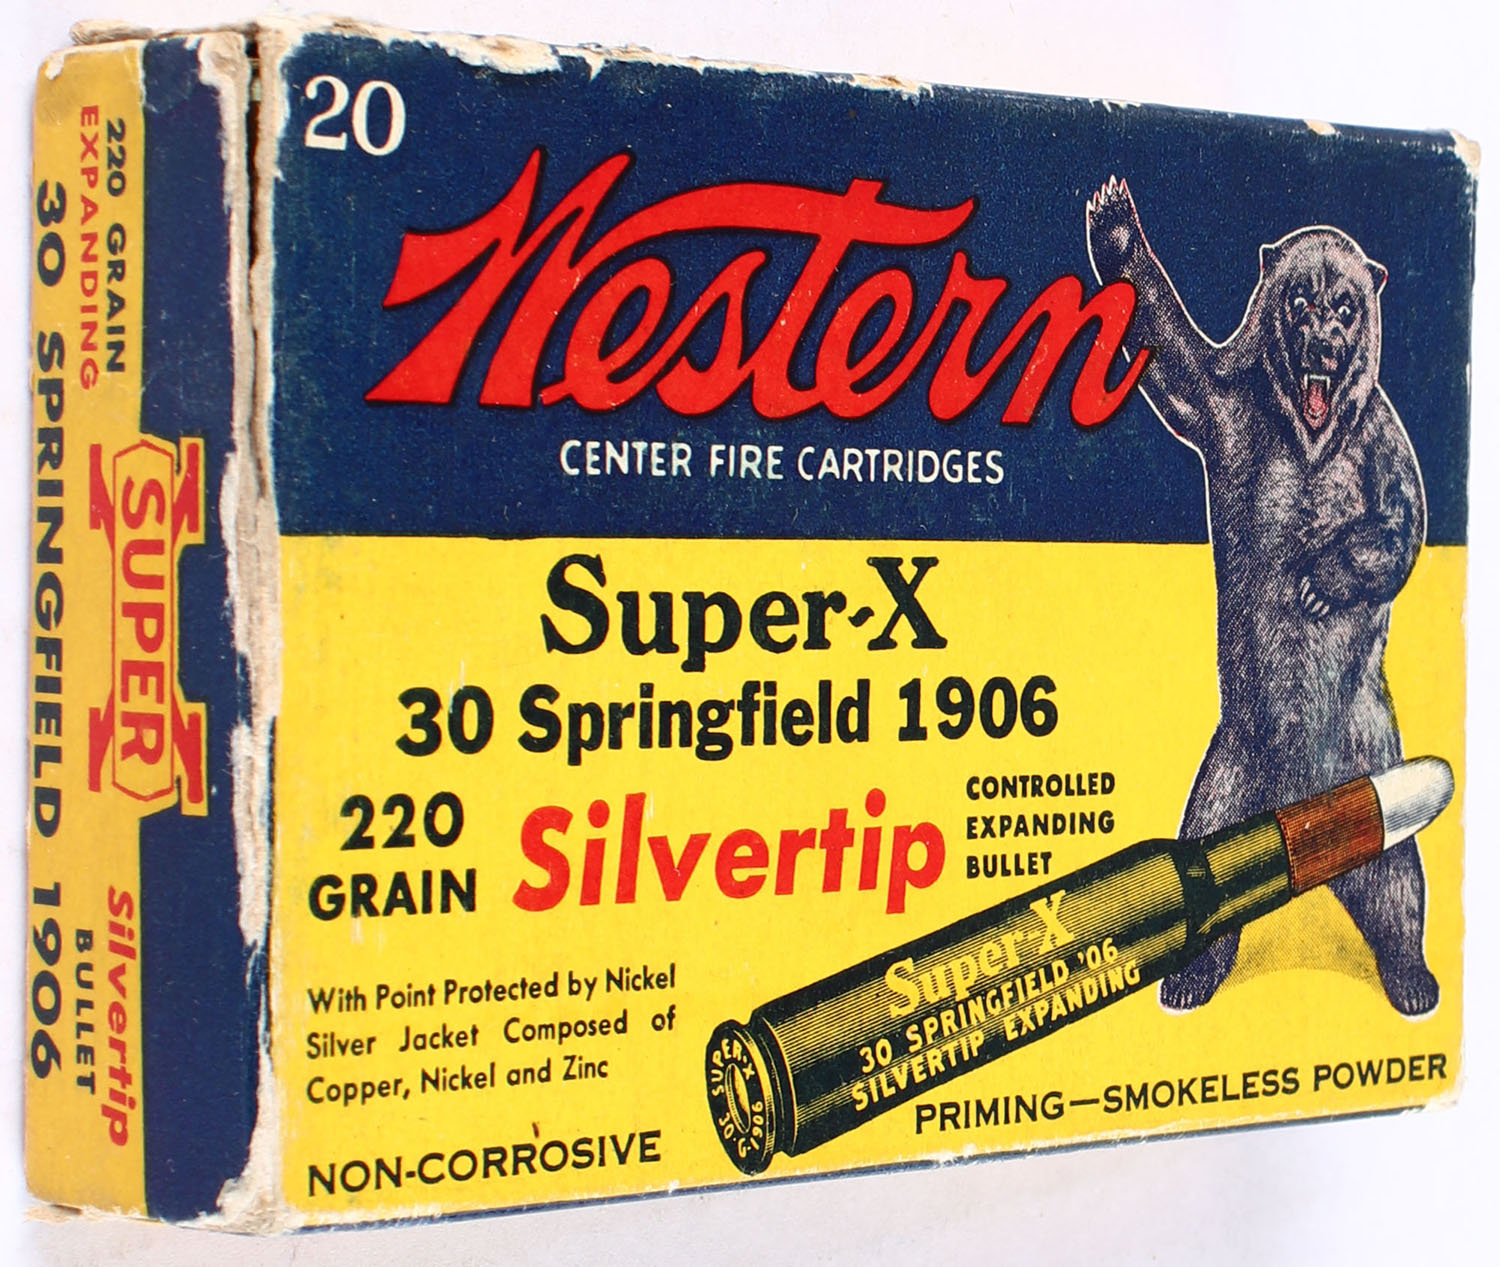 20
Western
CENTER FIRE CARTRIDGES
Super-X
30 Springfield 1906
220
GRAIN
Silvertip
CONTROLLED
EXPANDING
BULLET
With Point Protected by Nickel
Silver Jacket Composed of
Copper, Nickel and Zinc
NON-CORROSIVE
PRIMING—SMOKELESS POWDER
Super-X
30 SPRINGFIELD '06
SILVERTIP EXPANDING
SUPER-X
30-G-1906
220 GRAIN
EXPANDING
30 SPRINGFIELD 1906
SUPER
X
Silvertip
BULLET